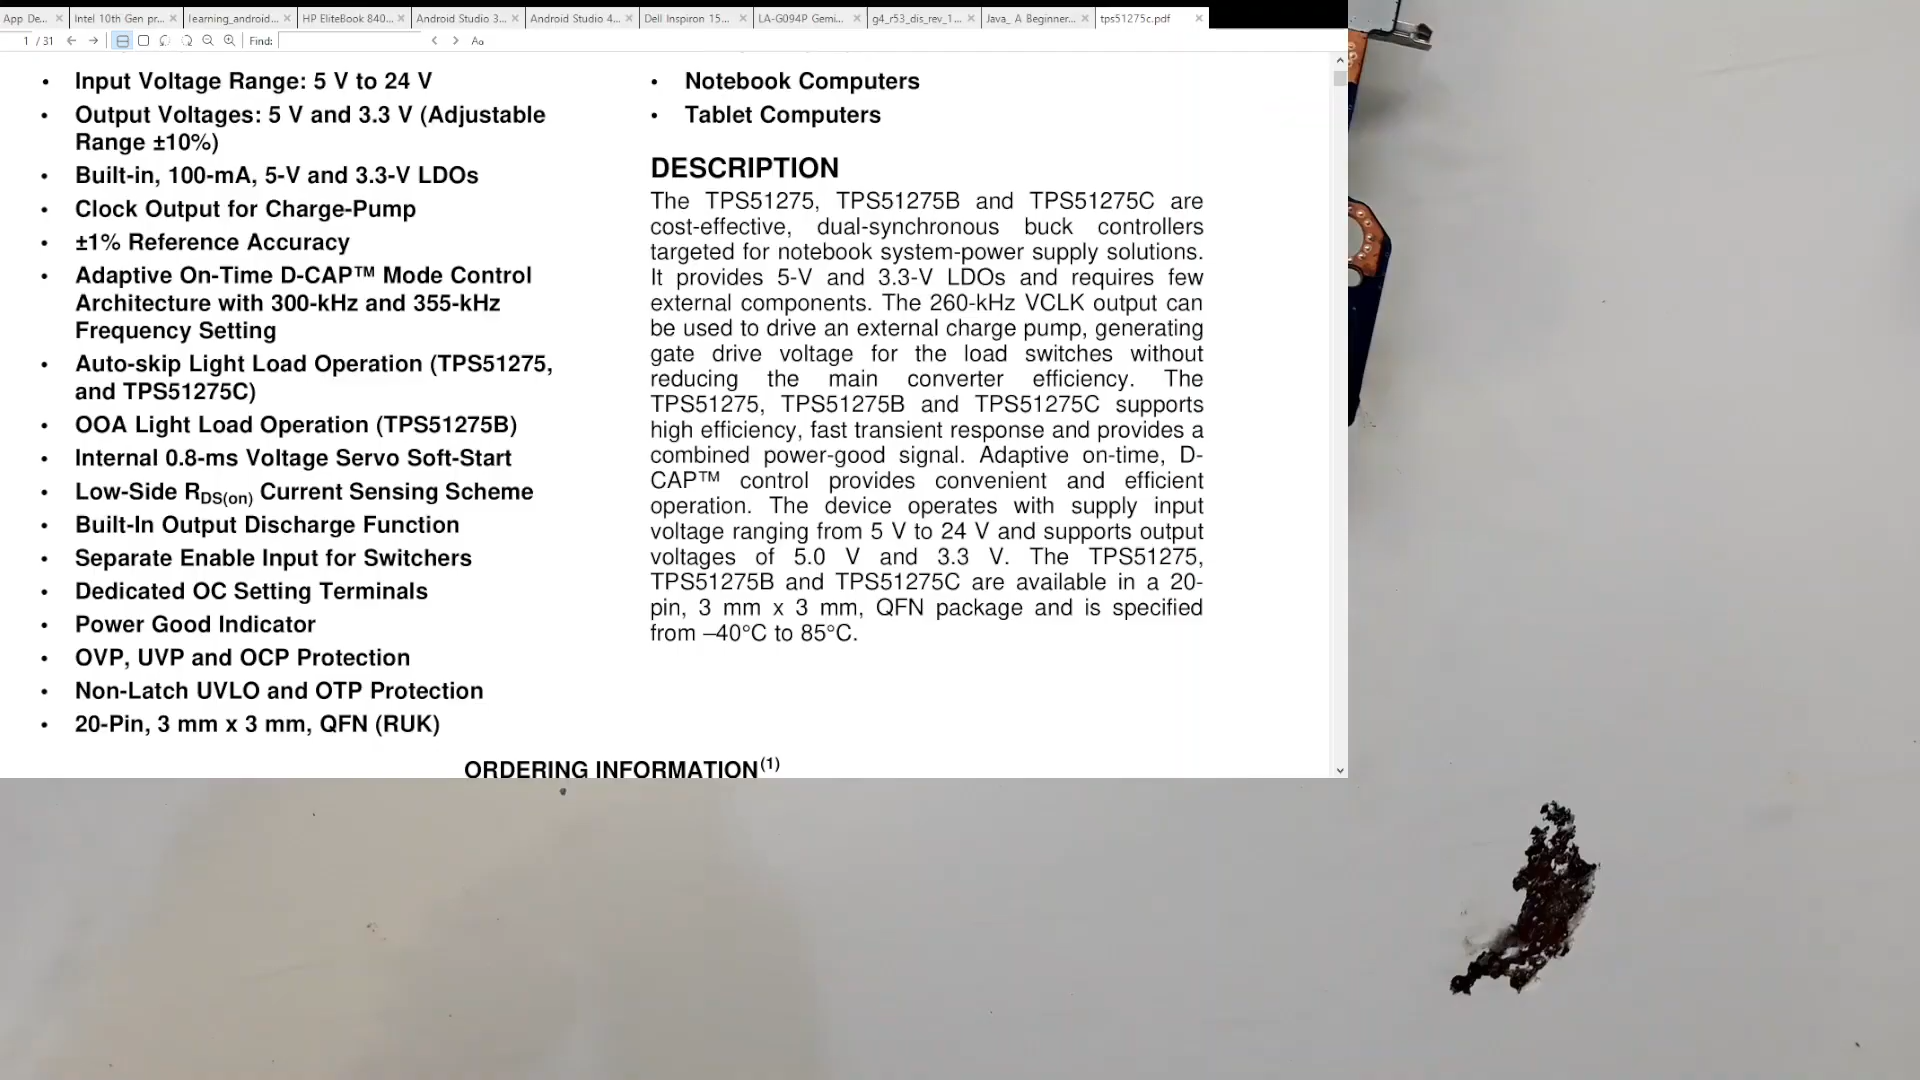 App De...
Intel 10th Gen pr...
learning_android...
HP EliteBook 840...
Android Studio 3...
Android Studio 4...
Dell Inspiron 15...
LA-G094P Gemi...
g4_r53_dis_rev_1...
Java_ A Beginner...
tps51275c.pdf
1 / 31
Find:
Aa
• Input Voltage Range: 5 V to 24 V
• Output Voltages: 5 V and 3.3 V (Adjustable
Range ±10%)
• Built-in, 100-mA, 5-V and 3.3-V LDOs
• Clock Output for Charge-Pump
• ±1% Reference Accuracy
• Adaptive On-Time D-CAP™ Mode Control
Architecture with 300-kHz and 355-kHz
Frequency Setting
• Auto-skip Light Load Operation (TPS51275,
and TPS51275C)
• OOA Light Load Operation (TPS51275B)
• Internal 0.8-ms Voltage Servo Soft-Start
• Low-Side RDS(on) Current Sensing Scheme
• Built-In Output Discharge Function
• Separate Enable Input for Switchers
• Dedicated OC Setting Terminals
• Power Good Indicator
• OVP, UVP and OCP Protection
• Non-Latch UVLO and OTP Protection
• 20-Pin, 3 mm x 3 mm, QFN (RUK)
• Notebook Computers
• Tablet Computers
DESCRIPTION
The TPS51275, TPS51275B and TPS51275C are
cost-effective, dual-synchronous buck controllers
targeted for notebook system-power supply solutions.
It provides 5-V and 3.3-V LDOs and requires few
external components. The 260-kHz VCLK output can
be used to drive an external charge pump, generating
gate drive voltage for the load switches without
reducing the main converter efficiency. The
TPS51275, TPS51275B and TPS51275C supports
high efficiency, fast transient response and provides a
combined power-good signal. Adaptive on-time, D-
CAP™ control provides convenient and efficient
operation. The device operates with supply input
voltage ranging from 5 V to 24 V and supports output
voltages of 5.0 V and 3.3 V. The TPS51275,
TPS51275B and TPS51275C are available in a 20-
pin, 3 mm x 3 mm, QFN package and is specified
from –40°C to 85°C.
ORDERING INFORMATION(1)